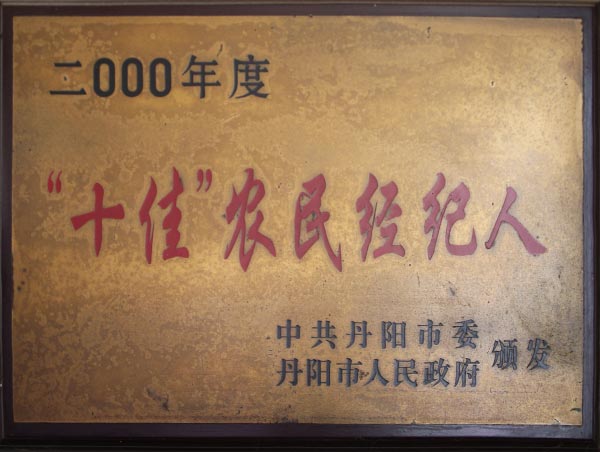 二000年度
“十佳”农民经纪人
中共丹阳市委
丹阳市人民政府 颁发